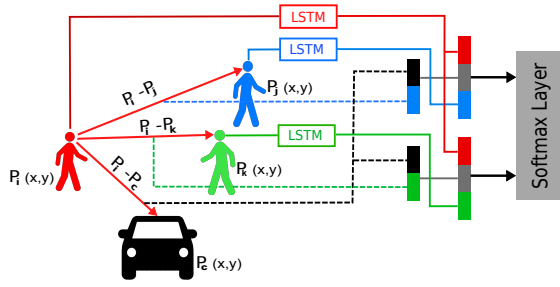 LSTM
LSTM
Pi -Pj
Pj (x,y)
Pi -Pk
LSTM
Pi (x,y)
Pi -Pc
Pk (x,y)
Pc (x,y)
Softmax Layer